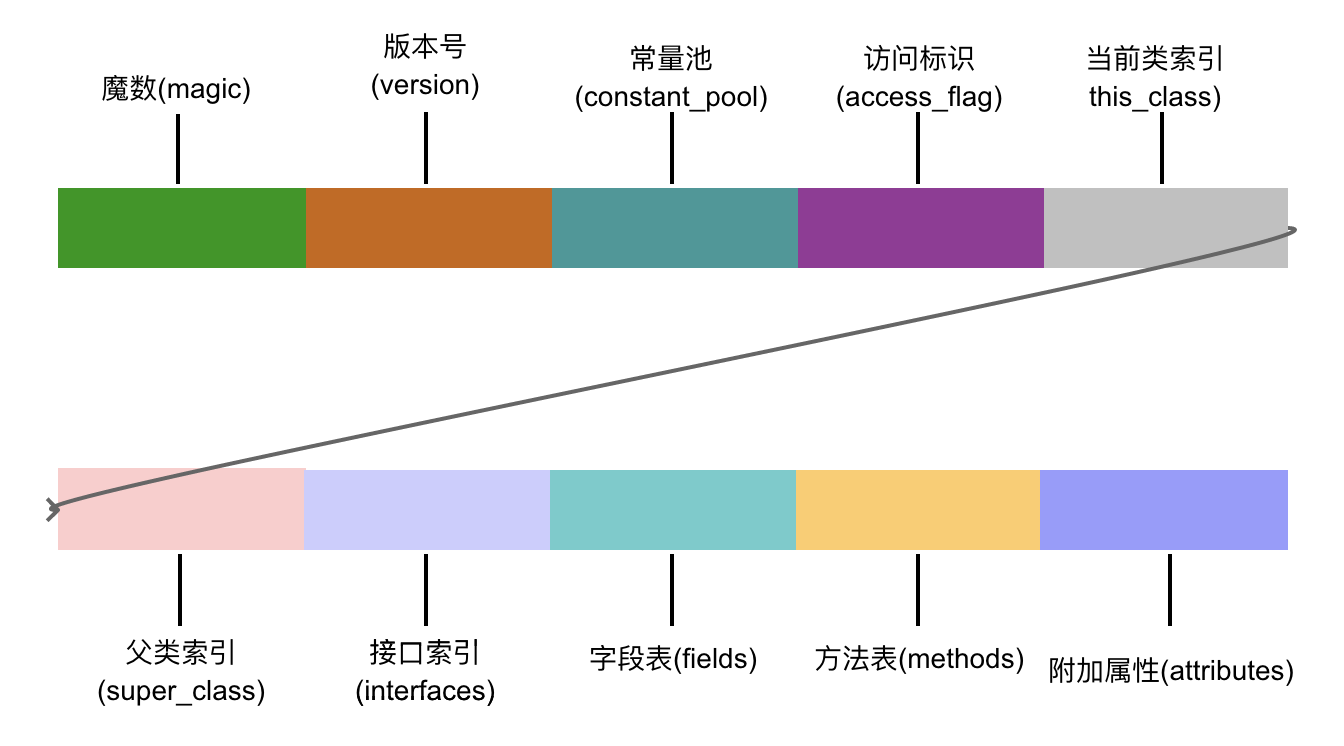 魔数(magic)
版本号
(version)
常量池
(constant_pool)
访问标识
(access_flag)
当前类索引
this_class)
父类索引
(super_class)
接口索引
(interfaces)
字段表(fields)
方法表(methods)
附加属性(attributes)